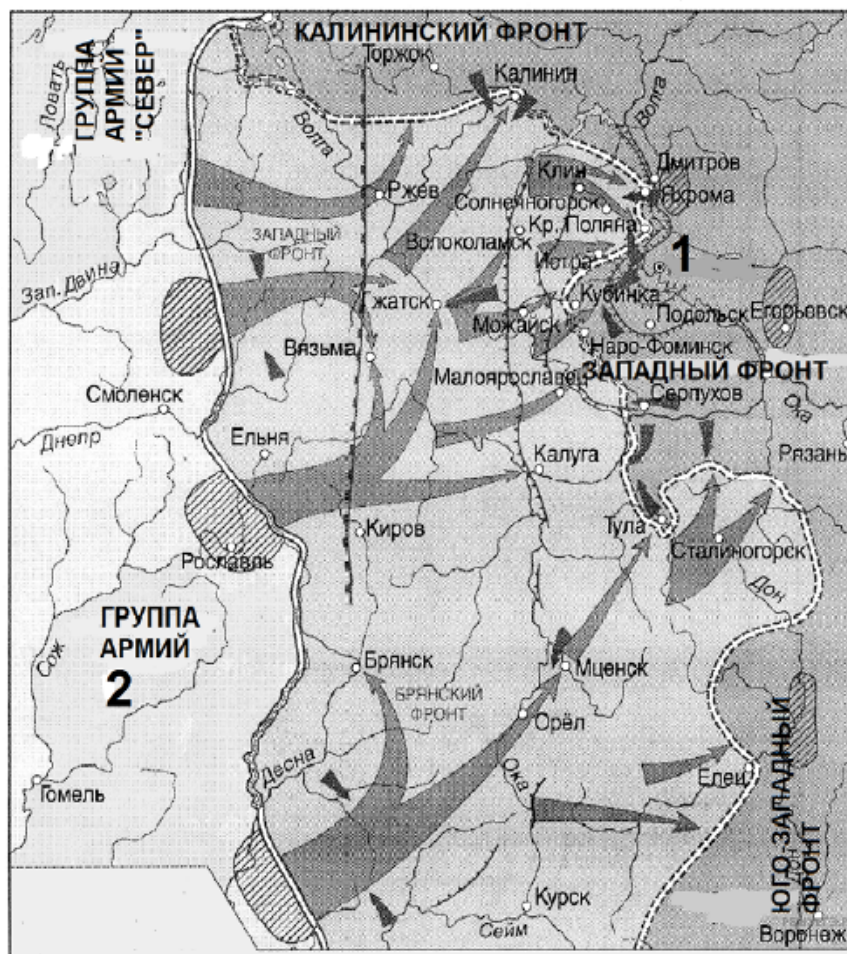 КАЛИНИНСКИЙ ФРОНТ
Торжок
ГРУППА
АРМИЙ
"СЕВЕР"
Ловать
Калинин
Волга
Волга
Дмитров
Клин
Яхрома
Ржев
Солнечногорск
Кр. Поляна
ЗАПАДНЫЙ
ФРОНТ
Волоколамск
Истра
1
Зап. Двина
Гжатск
Кубинка
Можайск
Подольск
Егорьевск
Вязьма
Наро-Фоминск
Малоярославец
ЗАПАДНЫЙ ФРОНТ
Смоленск
Серпухов
Ока
Днепр
Ельня
Калуга
Рязань
Киров
Тула
Рославль
Сталиногорск
Дон
ГРУППА
АРМИЙ
2
Сож
Брянск
Мценск
БРЯНСКИЙ
ФРОНТ
Орёл
Десна
Ока
Гомель
Елец
ЮГО-ЗАПАДНЫЙ
ФРОНТ
Дон
Курск
Сейм
Воронеж